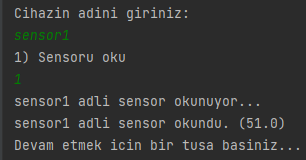 Cihazin adini giriniz:
sensor1
1) Sensoru oku
1
sensor1 adli sensor okunuyor...
sensor1 adli sensor okundu. (51.0)
Devam etmek icin bir tusa basiniz...